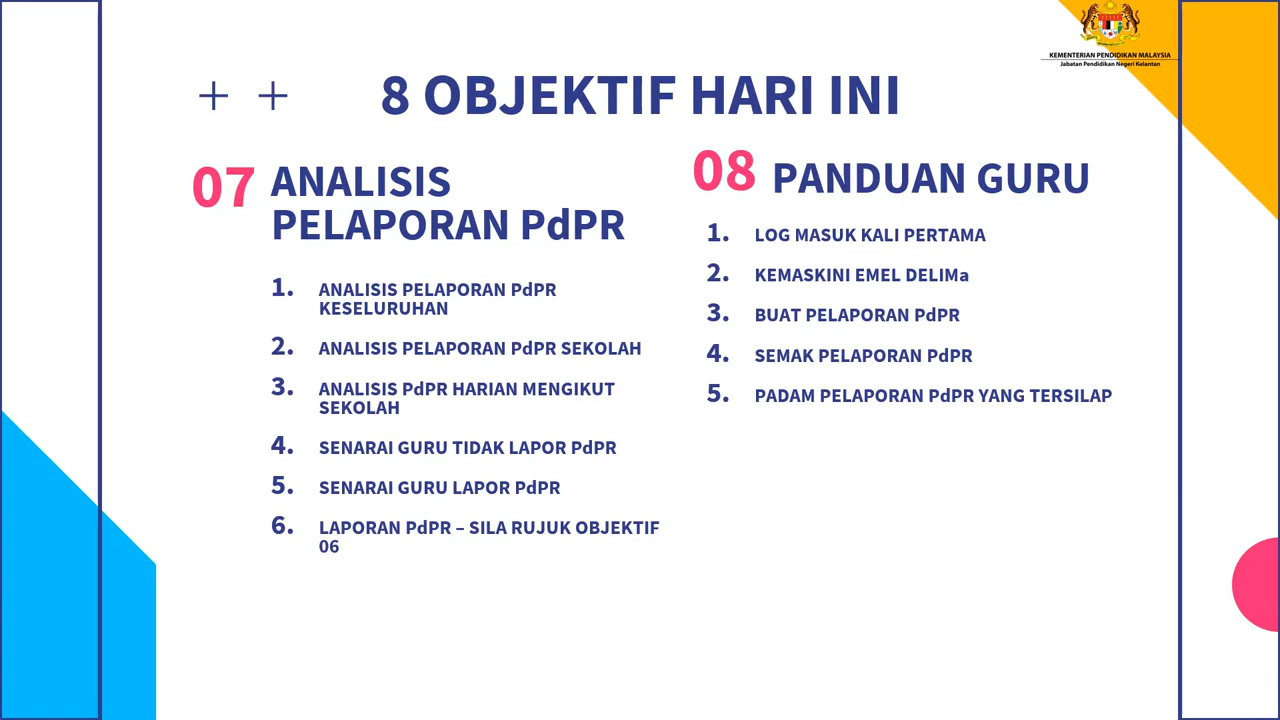 KEMENTERIAN PENDIDIKAN MALAYSIA
Jabatan Pendidikan Negeri Kelantan
8 OBJEKTIF HARI INI
07 ANALISIS
PELAPORAN PdPR
1. ANALISIS PELAPORAN PdPR
KESELURUHAN
2. ANALISIS PELAPORAN PdPR SEKOLAH
3. ANALISIS PdPR HARIAN MENGIKUT
SEKOLAH
4. SENARAI GURU TIDAK LAPOR PdPR
5. SENARAI GURU LAPOR PdPR
6. LAPORAN PdPR – SILA RUJUK OBJEKTIF
06
08 PANDUAN GURU
1. LOG MASUK KALI PERTAMA
2. KEMASKINI EMEL DELIMa
3. BUAT PELAPORAN PdPR
4. SEMAK PELAPORAN PdPR
5. PADAM PELAPORAN PdPR YANG TERSILAP